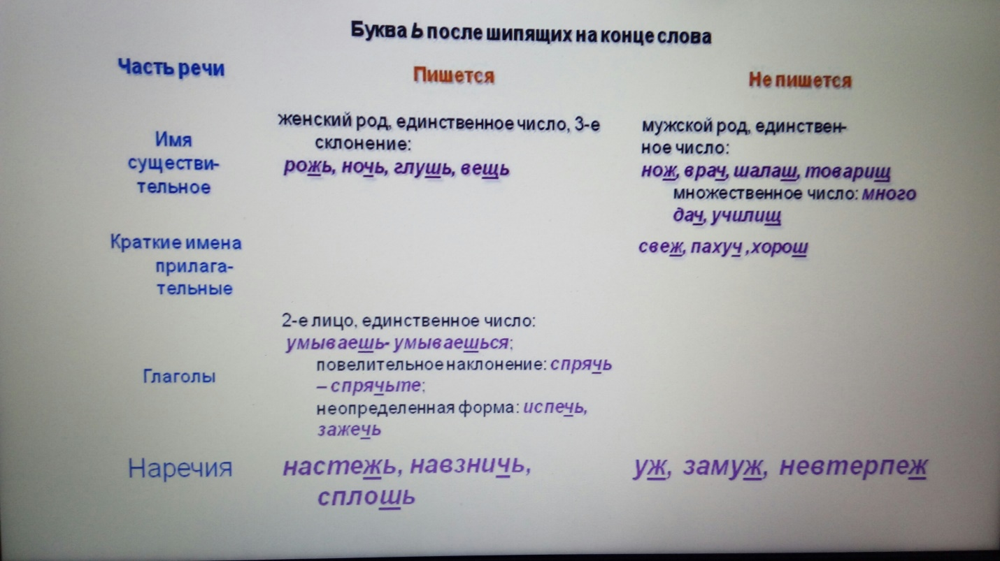 Буква Ь после шипящих на конце слова
Часть речи
Пишется
Не пишется
Имя
существи-
тельное
женский род, единственное число, 3-е
склонение:
рожь, ночь, глушь, вещь
мужской род, единствен-
ное число:
нож, врач, шалаш, товарищ
множественное число: много
дач, училищ
Краткие имена
прилага-
тельные
свеж, пахуч ,хорош
Глаголы
2-е лицо, единственное число:
умываешь- умываешься;
повелительное наклонение: спрячь
– спрячьте;
неопределенная форма: испечь,
зажечь
Наречия
настежь, навзничь,
сплошь
уж, замуж, невтерпеж